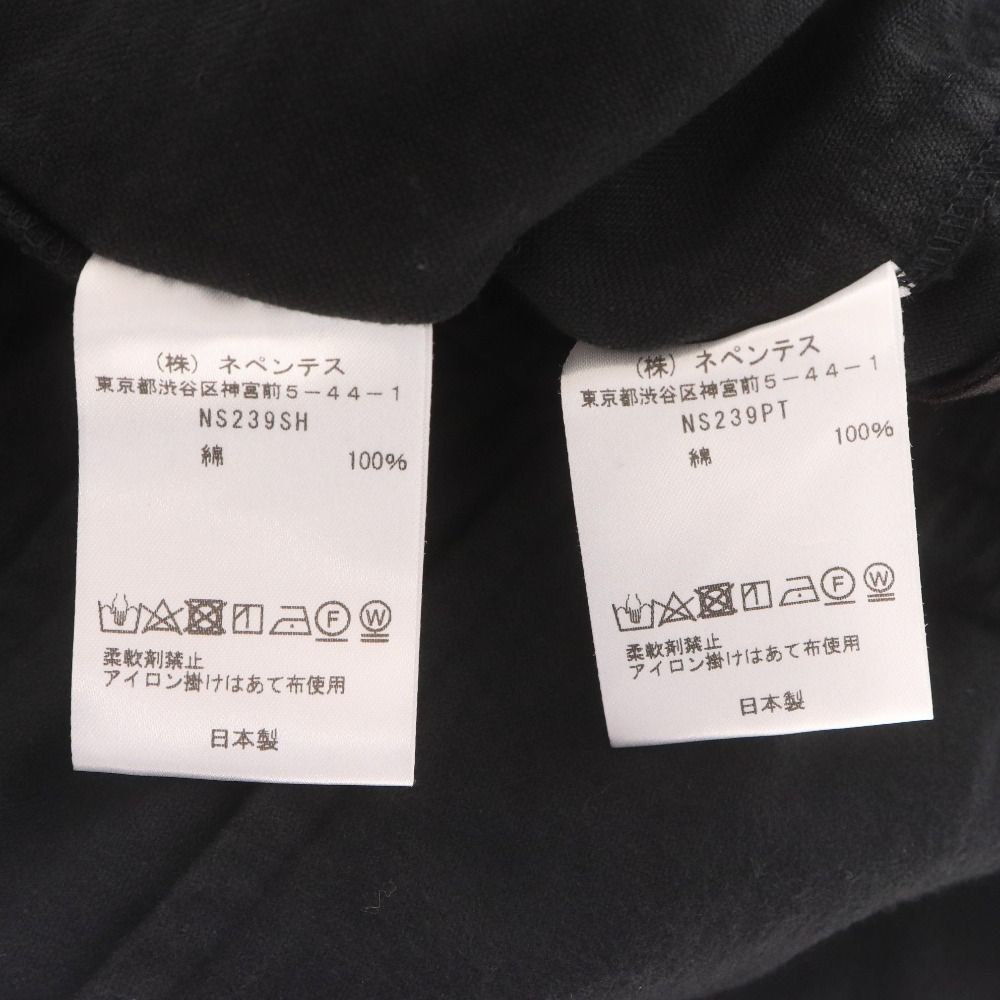 (株) ネペンテス
東京都渋谷区神宮前5-44-1
NS239SH
綿 100%
F W
柔軟剤禁止
アイロン掛けはあて布使用
日本製
(株) ネペンテス
東京都渋谷区神宮前5-44-1
NS239PT
綿 100%
F W
柔軟剤禁止
アイロン掛けはあて布使用
日本製